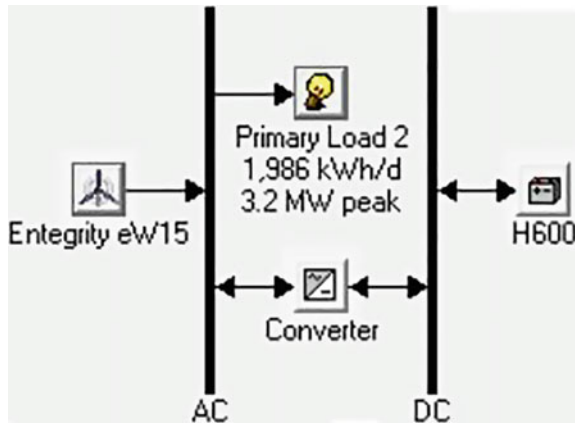 Primary Load 2
1,986 kWh/d
3.2 MW peak
Entegrity eW15
H600
Converter
AC
DC